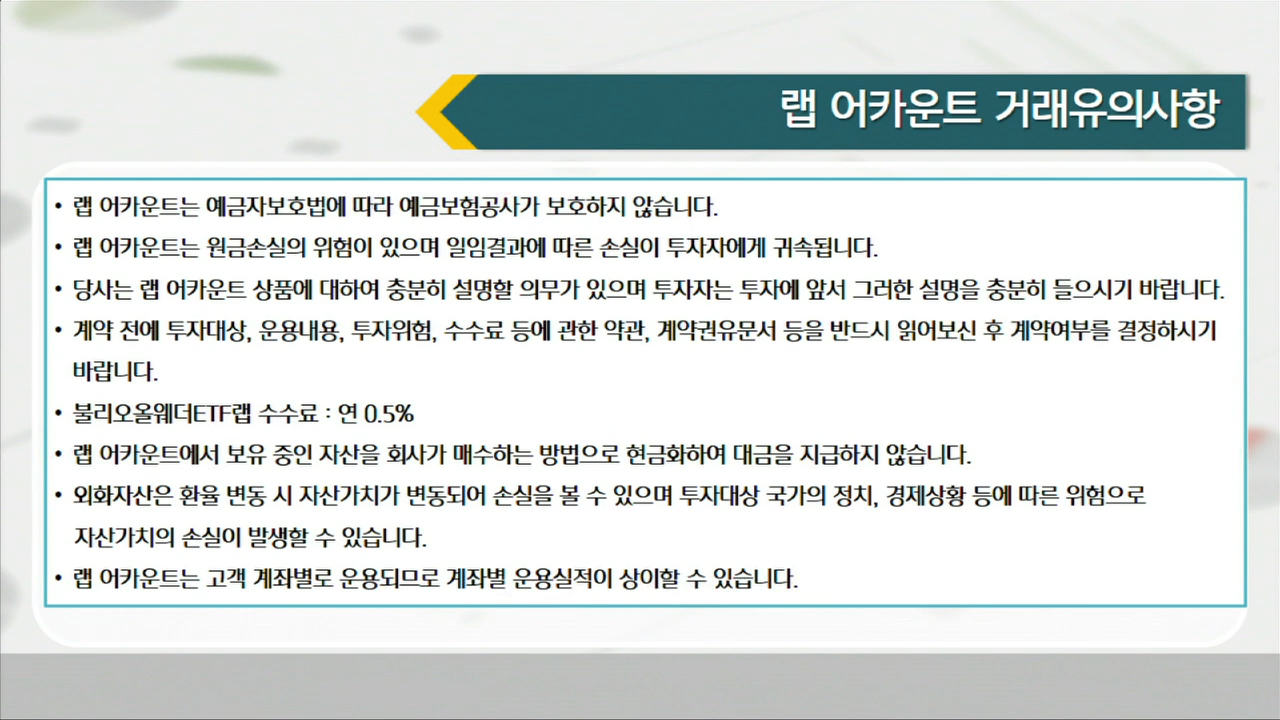 랩 어카운트 거래유의사항
• 랩 어카운트는 예금자보호법에 따라 예금보험공사가 보호하지 않습니다.
• 랩 어카운트는 원금손실의 위험이 있으며 일임결과에 따른 손실이 투자자에게 귀속됩니다.
• 당사는 랩 어카운트 상품에 대하여 충분히 설명할 의무가 있으며 투자자는 투자에 앞서 그러한 설명을 충분히 들으시기 바랍니다.
• 계약 전에 투자대상, 운용내용, 투자위험, 수수료 등에 관한 약관, 계약권유문서 등을 반드시 읽어보신 후 계약여부를 결정하시기
바랍니다.
• 불리오올웨더ETF랩 수수료 : 연 0.5%
• 랩 어카운트에서 보유 중인 자산을 회사가 매수하는 방법으로 현금화하여 대금을 지급하지 않습니다.
• 외화자산은 환율 변동 시 자산가치가 변동되어 손실을 볼 수 있으며 투자대상 국가의 정치, 경제상황 등에 따른 위험으로
자산가치의 손실이 발생할 수 있습니다.
• 랩 어카운트는 고객 계좌별로 운용되므로 계좌별 운용실적이 상이할 수 있습니다.